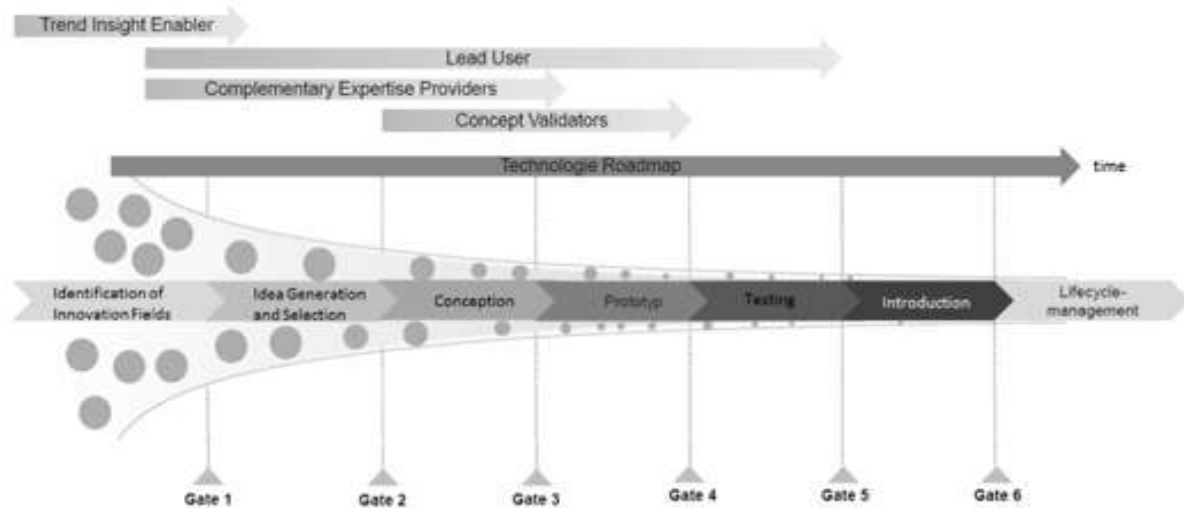 Trend Insight Enabler
Lead User
Complementary Expertise Providers
Concept Validators
Technologie Roadmap
time
Identification of
Innovation Fields
Idea Generation
and Selection
Conception
Prototyp
Testing
Introduction
Lifecycle-
management
Gate 1
Gate 2
Gate 3
Gate 4
Gate 5
Gate 6